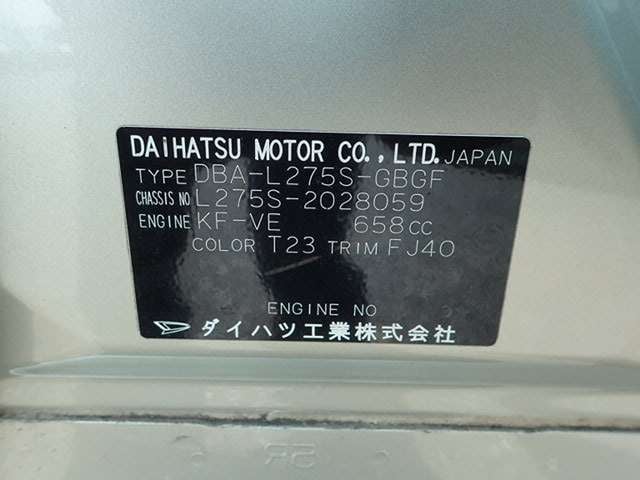 DAiHATSU MOTOR CO.,LTD. JAPAN
TYPE DBA-L275S-GBGF
CHASSIS NO L275S-2028059
ENGINE KF-VE 658cc
COLOR T23 TRIM FJ40
ENGINE NO
ダイハツ工業株式会社